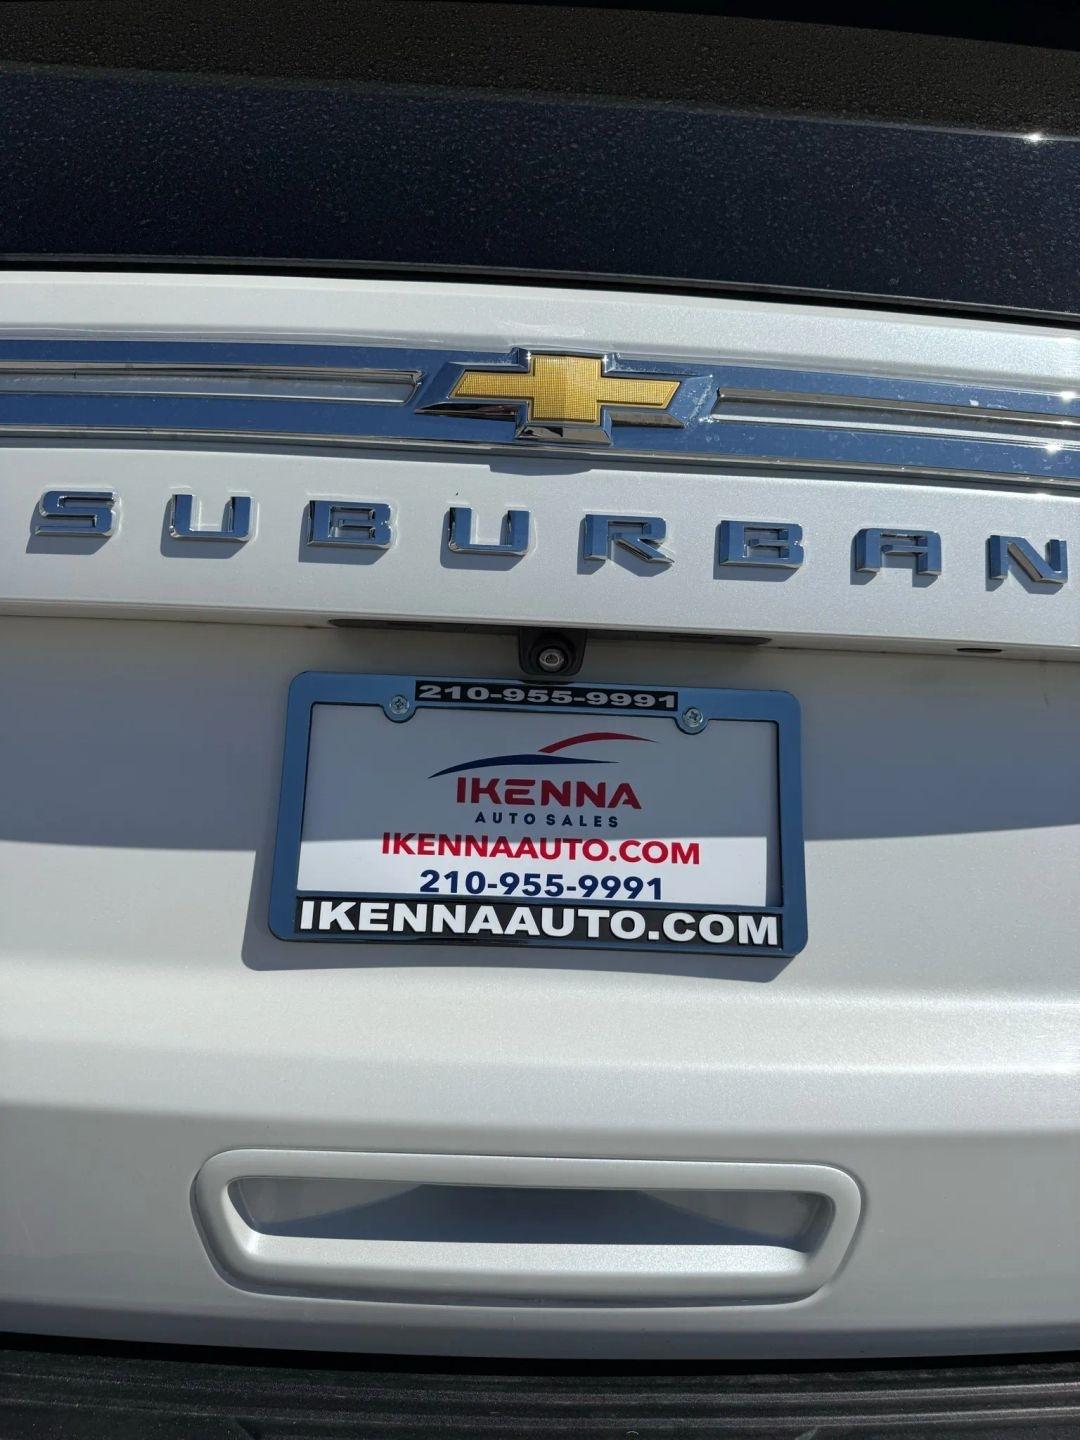 SUBURBAN
210-955-9991
IKENNA
AUTO SALES
IKENNAAUTO.COM
210-955-9991
IKENNAAUTO.COM